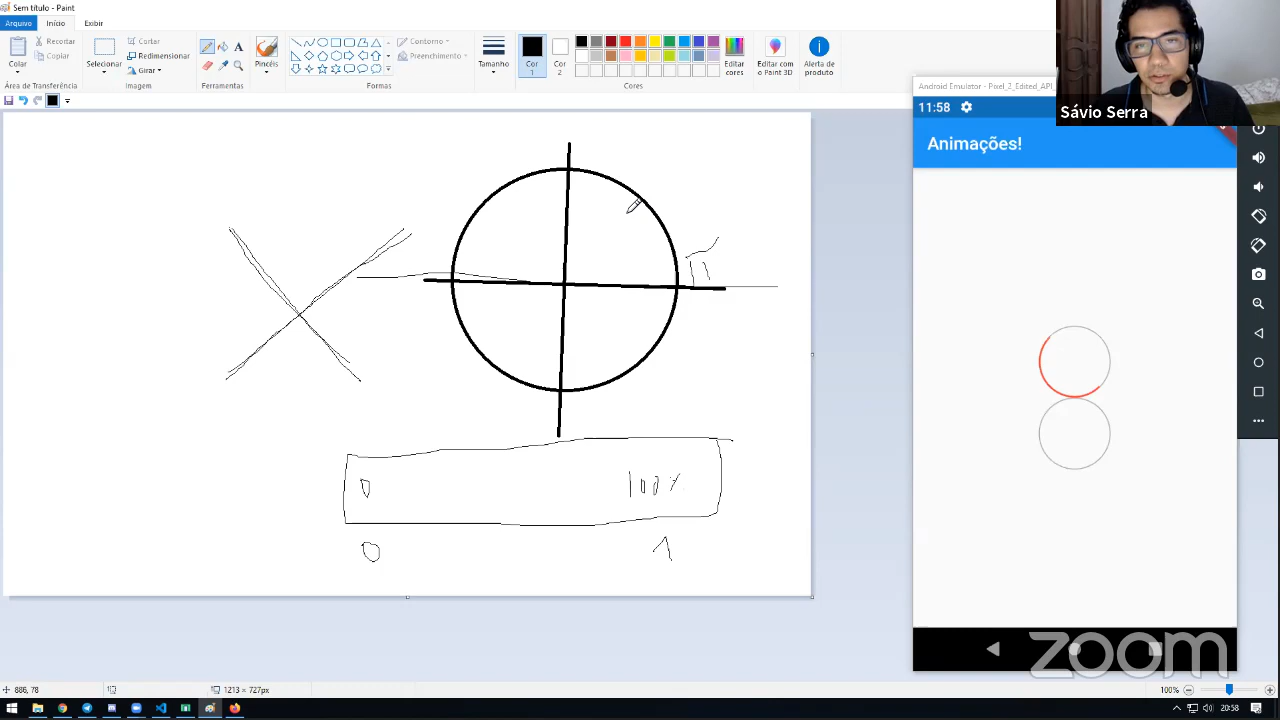 Sem título - Paint
Arquivo
Início
Exibir
Colar
Recortar
Copiar
Área de Transferência
Selecionar
Cortar
Redimensionar
Girar
Imagem
A
Ferramentas
Pincéis
Contorno
Preenchimento
Formas
Tamanho
Cor
1
Cor
2
Cores
Editar
cores
Editar com
o Paint 3D
Alerta de
produto
Sávio Serra
Android Emulator - Pixel_2_Edited_API_
11:58
Animações!
π
0
100%
0
1
zoom
886, 78
1213 × 727px
100%
20:58